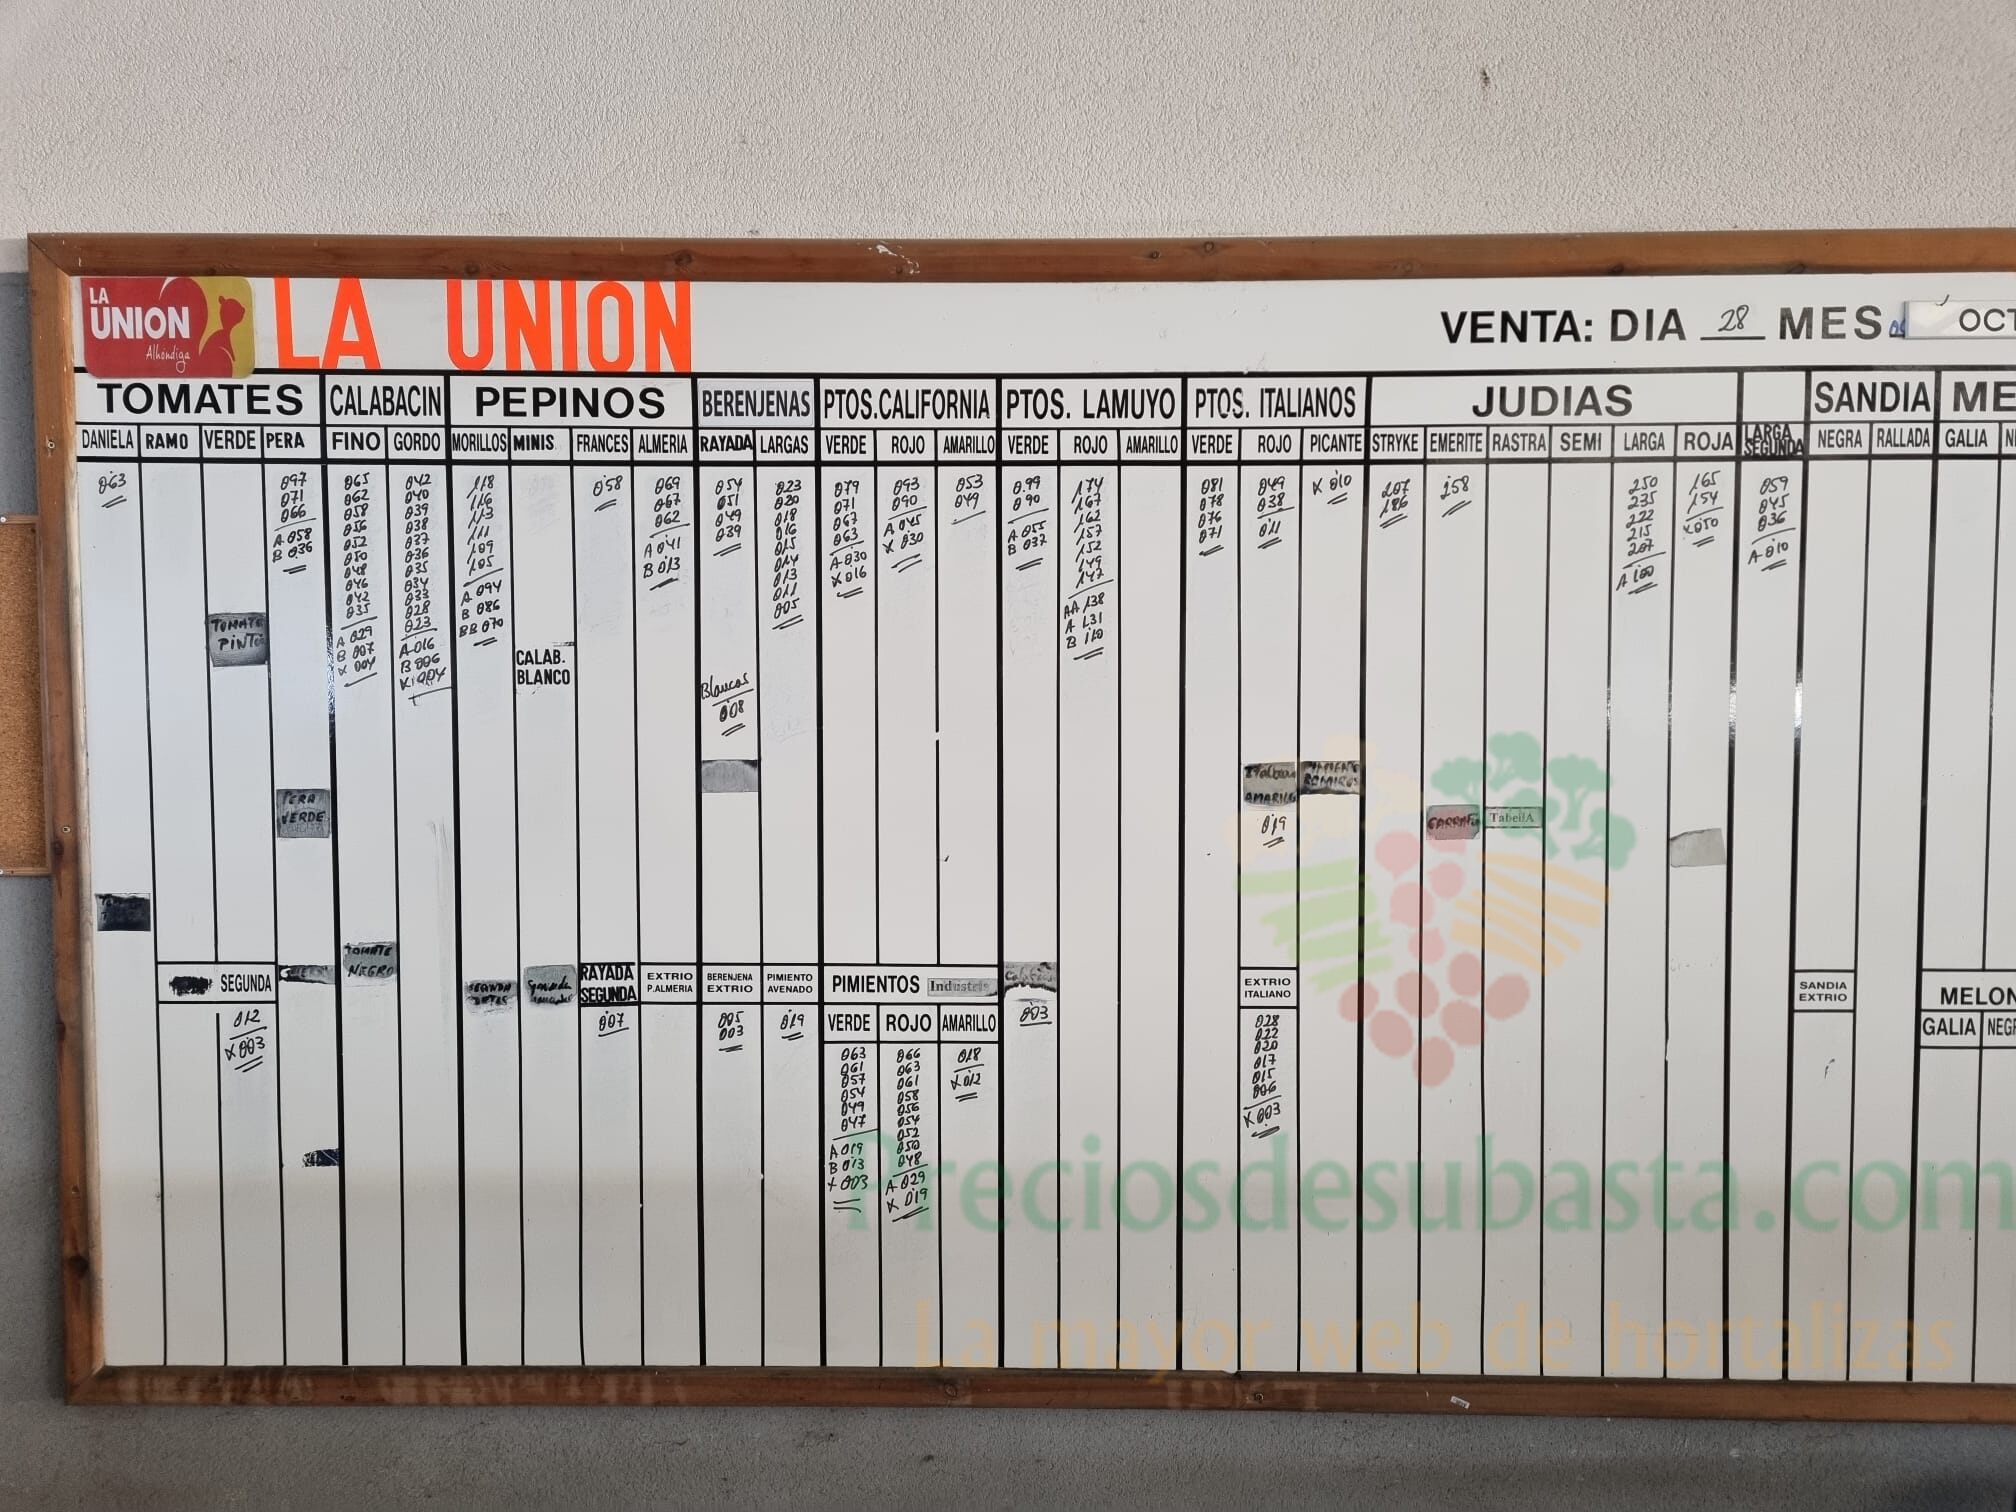 LA UNION Alhóndiga
LA UNION
VENTA: DIA 28 MES OCT
TOMATES CALABACIN PEPINOS BERENJENAS PTOS.CALIFORNIA PTOS. LAMUYO PTOS. ITALIANOS JUDIAS SANDIA ME
DANIELA RAMO VERDE PERA FINO GORDO MORILLOS MINIS FRANCES ALMERIA RAYADA LARGAS VERDE ROJO AMARILLO VERDE ROJO AMARILLO VERDE ROJO PICANTE STRYKE EMERITE RASTRA SEMI LARGA ROJA LARGA SEGUNDA NEGRA RALLADA GALIA
063
097
071
066
A 058
B 036
065
062
058
056
052
050
048
046
042
035
A 029
B 007
X 004
042
040
039
038
037
036
035
034
033
028
023
A 016
B 006
X 004
118
116
113
111
109
105
A 094
B 086
BB 070
058
069
067
062
A 041
B 013
054
051
049
039
Blancas
008
023
020
018
016
015
014
013
011
005
079
071
067
063
A 030
X 016
093
090
A 045
X 030
053
049
099
090
A 055
B 037
174
167
162
157
152
149
147
AA 138
A 131
B 110
081
078
076
071
049
038
011
X 010
207
186
258
250
235
222
215
207
A 100
165
154
X 050
059
045
036
A 010
TOMATE
PINTO
CALAB.
BLANCO
PERA
VERDE
AMARILLO
019
TabellA
TOMATE
NEGRO
SEGUNDA
012
X 003
RAYADA
SEGUNDA
007
EXTRIO
P.ALMERIA
BERENJENA
EXTRIO
005
003
PIMIENTO
AVENADO
019
PIMIENTOS Industria
VERDE ROJO AMARILLO
063
061
057
054
049
047
A 019
B 013
X 003
066
063
061
058
056
054
052
050
048
A 029
X 019
018
X 012
003
EXTRIO
ITALIANO
028
022
020
017
015
006
X 003
SANDIA
EXTRIO
MELON
GALIA NEGR
Preciosdesubasta.com
La mayor web de hortalizas